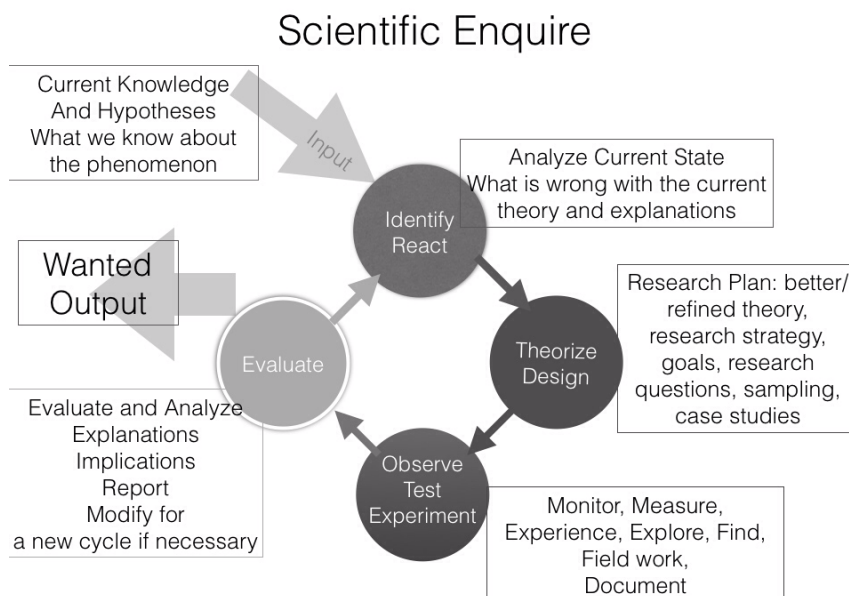 Scientific Enquire
Current Knowledge
And Hypotheses
What we know about
the phenomenon
Input
Identify
React
Analyze Current State
What is wrong with the current
theory and explanations
Wanted
Output
Research Plan: better/
refined theory,
research strategy,
goals, research
questions, sampling,
case studies
Theorize
Design
Evaluate
Evaluate and Analyze
Explanations
Implications
Report
Modify for
a new cycle if necessary
Observe
Test
Experiment
Monitor, Measure,
Experience, Explore, Find,
Field work,
Document